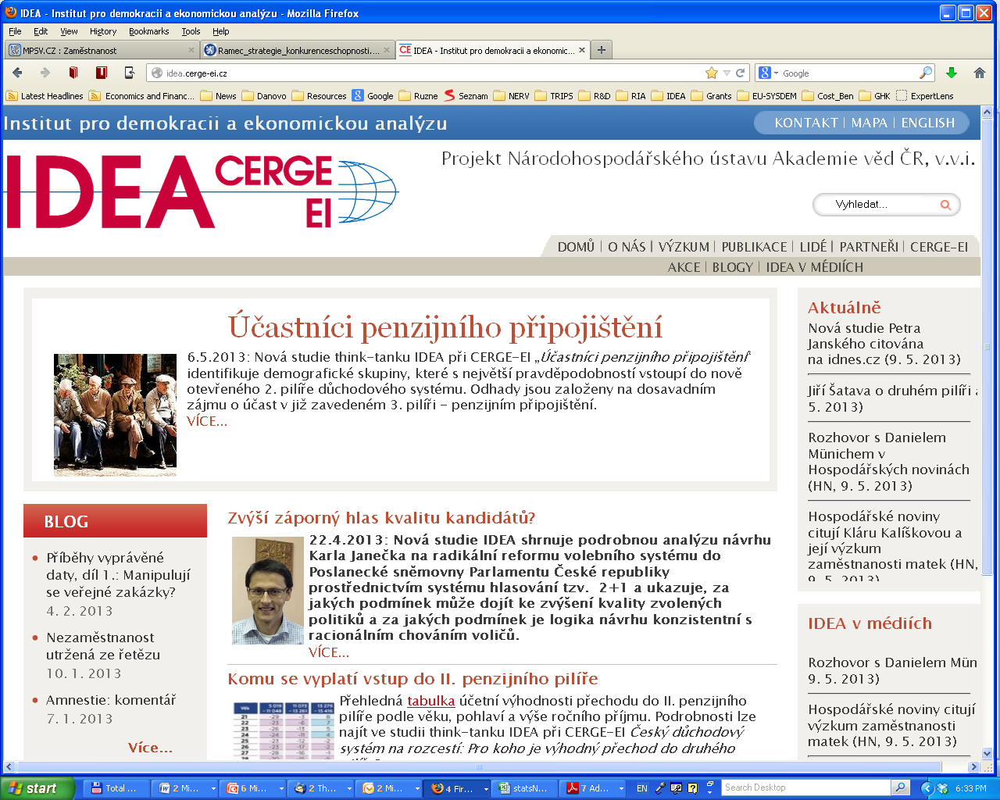 IDEA - Institut pro demokracii a ekonomickou analýzu - Mozilla Firefox
File Edit View History Bookmarks Tools Help
MPSV.CZ : Zaměstnanost
Ramec_strategie_konkurenceschopnosti....
CE IDEA - Institut pro demokracii a ekonomic...
idea.cerge-ei.cz
Google
Latest Headlines Economics and Financ... News Danovo Resources Google Ruzne Seznam NERV TRIPS R&D RIA IDEA Grants EU-SYSDEM Cost_Ben GHK ExpertLens
Institut pro demokracii a ekonomickou analýzu
KONTAKT | MAPA | ENGLISH
IDEA CERGE EI
Projekt Národohospodářského ústavu Akademie věd ČR, v.v.i.
Vyhledat...
DOMŮ | O NÁS | VÝZKUM | PUBLIKACE | LIDÉ | PARTNEŘI | CERGE-EI
AKCE | BLOGY | IDEA V MÉDIÍCH
Účastníci penzijního připojištění
6.5.2013: Nová studie think-tanku IDEA při CERGE-EI „Účastníci penzijního připojištění“
identifikuje demografické skupiny, které s největší pravděpodobností vstoupí do nově
otevřeného 2. pilíře důchodového systému. Odhady jsou založeny na dosavadním
zájmu o účast v již zavedeném 3. pilíři - penzijním připojištění.
VÍCE...
BLOG
Příběhy vyprávěné
daty, díl 1.: Manipulují
se veřejné zakázky?
4. 2. 2013
Nezaměstnanost
utržená ze řetězu
10. 1. 2013
Amnestie: komentář
7. 1. 2013
Více...
Zvýší záporný hlas kvalitu kandidátů?
22.4.2013: Nová studie IDEA shrnuje podrobnou analýzu návrhu
Karla Janečka na radikální reformu volebního systému do
Poslanecké sněmovny Parlamentu České republiky
prostřednictvím systému hlasování tzv. 2+1 a ukazuje, za
jakých podmínek může dojít ke zvýšení kvality zvolených
politiků a za jakých podmínek je logika návrhu konzistentní s
racionálním chováním voličů.
VÍCE...
Komu se vyplatí vstup do II. penzijního pilíře
Přehledná tabulka účetní výhodnosti přechodu do II. penzijního
pilíře podle věku, pohlaví a výše ročního příjmu. Podrobnosti lze
najít ve studii think-tanku IDEA při CERGE-EI Český důchodový
systém na rozcestí: Pro koho je výhodný přechod do druhého
Aktuálně
Nová studie Petra
Janského citována
na idnes.cz (9. 5. 2013)
Jiří Šatava o druhém pilíři a
5. 2013)
Rozhovor s Danielem
Münichem v
Hospodářských novinách
(HN, 9. 5. 2013)
Hospodářské noviny
citují Kláru Kalíškovou a
její výzkum
zaměstnanosti matek (HN,
9. 5. 2013)
IDEA v médiích
Rozhovor s Danielem Mün
9. 5. 2013)
Hospodářské noviny citují
výzkum zaměstnanosti
matek (HN, 9. 5. 2013)
start Total ... 2 Mi... 6 Mi... 2 Th... 2 Mi... 4 Fir... statsN... 7 Ad... EN Search Desktop 6:33 PM